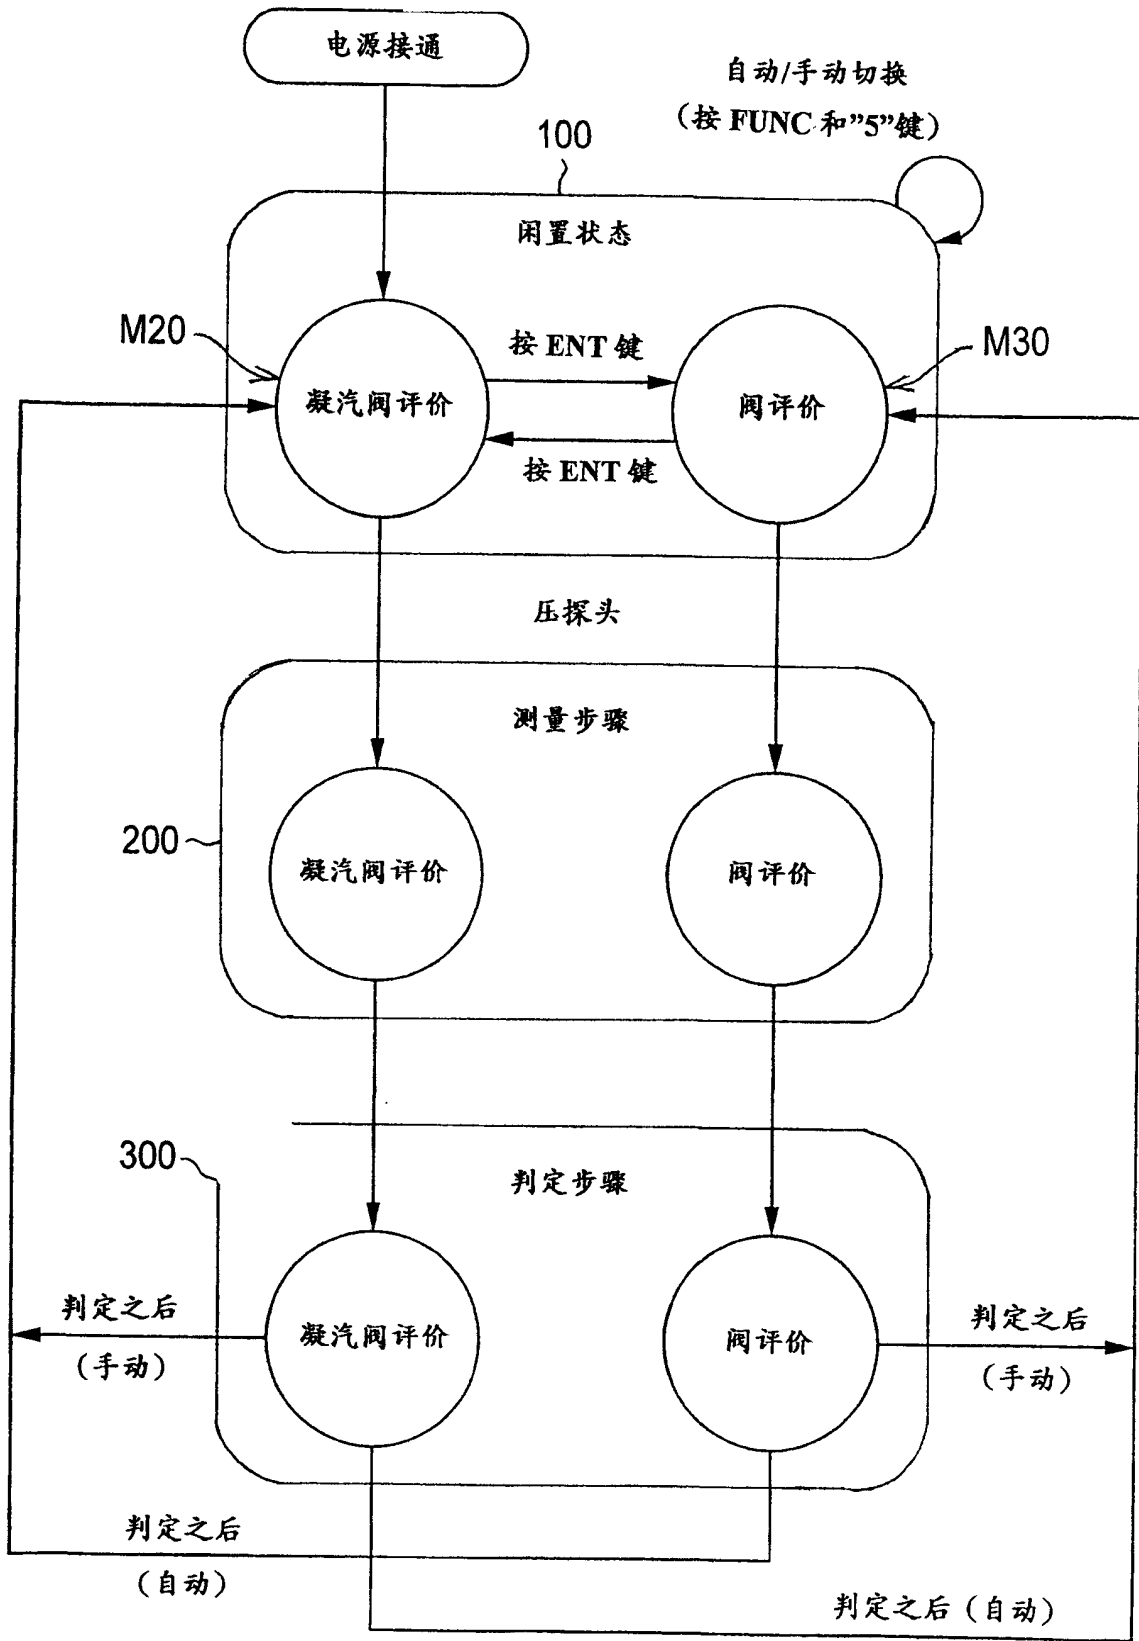 电源接通
自动/手动切换
（按 FUNC 和”5”键）
100
闲置状态
M20
按 ENT 键
M30
凝汽阀评价
阀评价
按 ENT 键
压探头
测量步骤
200
凝汽阀评价
阀评价
300
判定步骤
判定之后
（手动）
凝汽阀评价
阀评价
判定之后
（手动）
判定之后
（自动）
判定之后（自动）